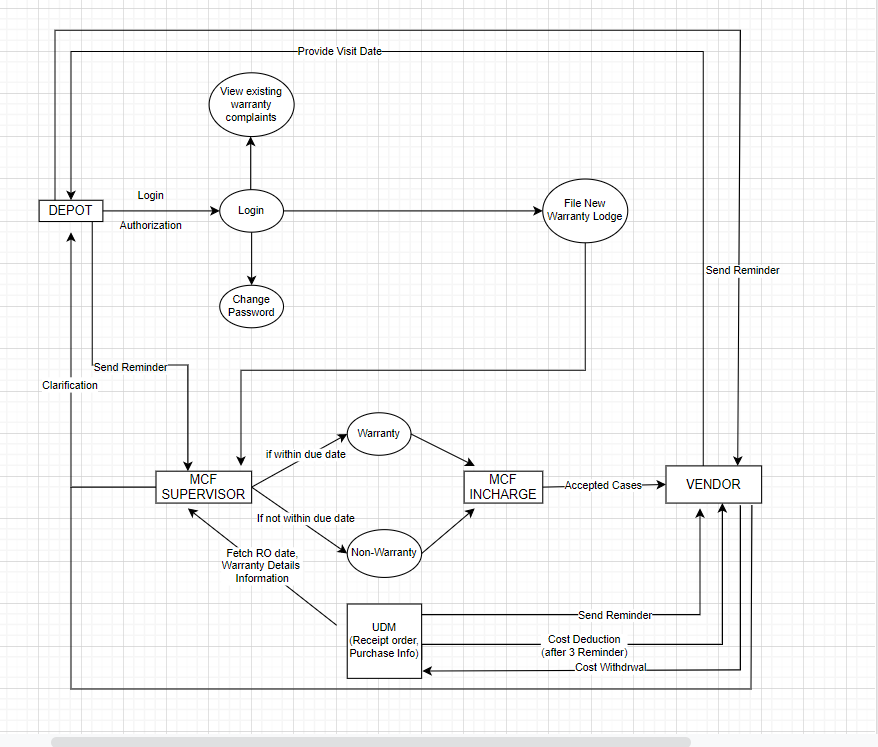 Provide Visit Date
View existing
warranty
complaints
Login
DEPOT
Login
File New
Warranty Lodge
Authorization
Send Reminder
Change
Password
Send Reminder
Clarification
Warranty
if within due date
MCF
SUPERVISOR
MCF
INCHARGE
Accepted Cases
VENDOR
If not within due date
Non-Warranty
Fetch RO date,
Warranty Details
Information
UDM
(Receipt order,
Purchase Info)
Send Reminder
Cost Deduction
(after 3 Reminder)
Cost Withdrwal